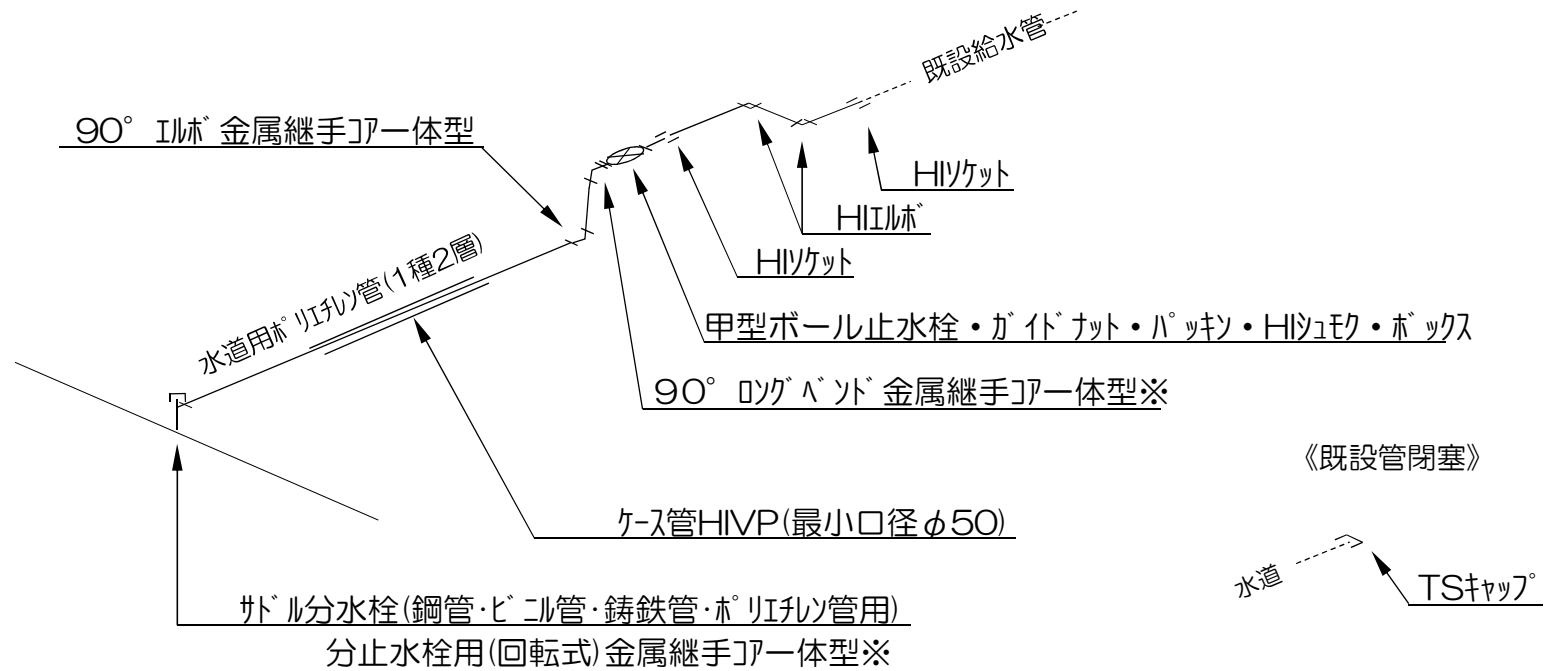 既設給水管
90° ｴﾙﾎﾞ金属継手ｺｱ一体型
HIｿｹｯﾄ
HIｴﾙﾎﾞ
HIｿｹｯﾄ
水道用ﾎﾟﾘｴﾁﾚﾝ管(1種2層)
甲型ボール止水栓・ｶﾞｲﾄﾞﾅｯﾄ・ﾊﾟｯｷﾝ・HIｼｭﾓｸ・ﾎﾞｯｸｽ
90° ﾛﾝｸﾞﾍﾞﾝﾄﾞ金属継手ｺｱ一体型※
《既設管閉塞》
ｹｰｽ管HIVP(最小口径φ50)
水道
TSｷｬｯﾌﾟ
ｻﾄﾞﾙ分水栓(鋼管･ﾋﾞﾆﾙ管･鋳鉄管･ﾎﾟﾘｴﾁﾚﾝ管用)
分止水栓用(回転式)金属継手ｺｱ一体型※